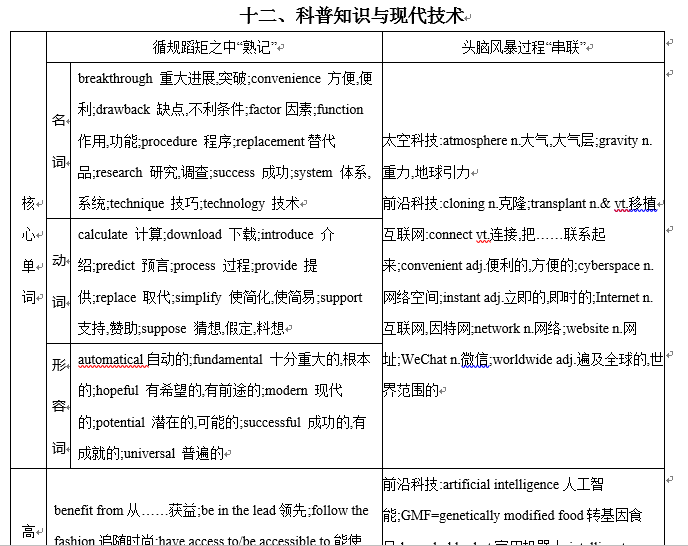 十二、科普知识与现代技术
循规蹈矩之中“熟记”
头脑风暴过程“串联”
核心单词
名词
breakthrough 重大进展,突破;convenience 方便,便
利;drawback 缺点,不利条件;factor 因素;function
作用,功能;procedure 程序;replacement 替代
品;research 研究,调查;success 成功;system 体系,
系统;technique 技巧;technology 技术
动词
calculate 计算;download 下载;introduce 介
绍;predict 预言;process 过程;provide 提
供;replace 取代;simplify 使简化,使简易;support
支持,赞助;suppose 猜想,假定,料想
形容词
automatical 自动的;fundamental 十分重大的,根本
的;hopeful 有希望的,有前途的;modern 现代
的;potential 潜在的,可能的;successful 成功的,有
成就的;universal 普遍的
太空科技:atmosphere n.大气,大气层;gravity n.
重力,地球引力
前沿科技:cloning n.克隆;transplant n.& vt.移植
互联网:connect vt.连接,把……联系起
来;convenient adj.便利的,方便的;cyberspace n.
网络空间;instant adj.立即的,即时的;Internet n.
互联网,因特网;network n.网络;website n.网
址;WeChat n.微信;worldwide adj.遍及全球的,世
界范围的
高
benefit from 从……获益;be in the lead 领先;follow the
fashion 追随时尚;have access to/be accessible to 能使
前沿科技:artificial intelligence 人工智
能;GMF=genetically modified food 转基因食